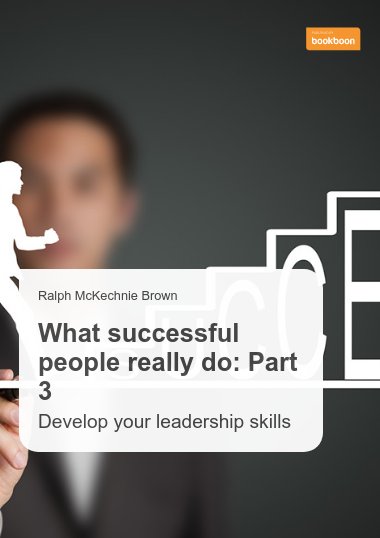 bookboon
Ralph McKechnie Brown
What successful
people really do: Part
3
Develop your leadership skills